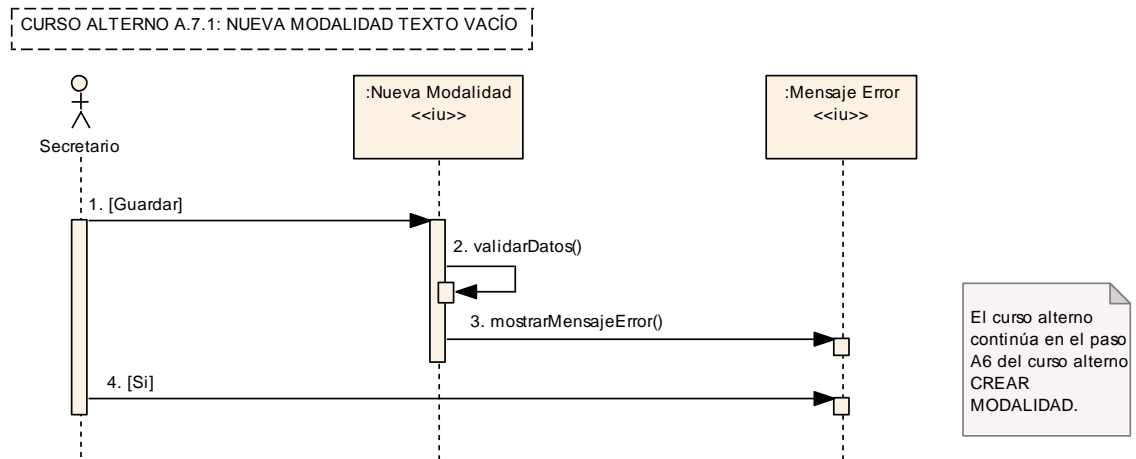 CURSO ALTERNO A.7.1: NUEVA MODALIDAD TEXTO VACÍO
:Nueva Modalidad
<<iu>>
:Mensaje Error
<<iu>>
Secretario
1. [Guardar]
2. validarDatos()
3. mostrarMensajeError()
4. [Si]
El curso alterno
continúa en el paso
A6 del curso alterno
CREAR
MODALIDAD.